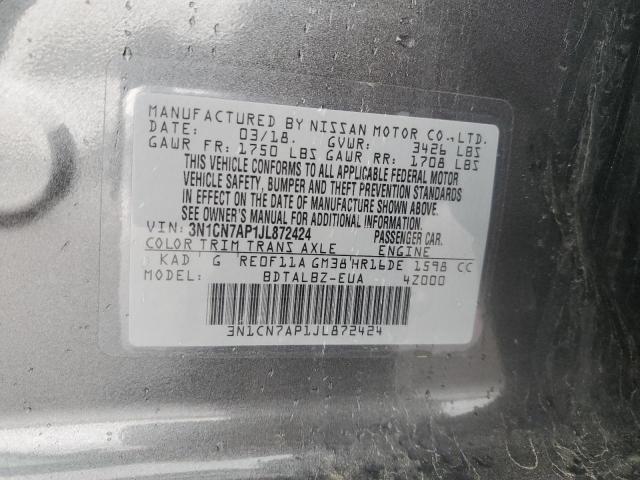 MANUFACTURED BY NISSAN MOTOR CO.,LTD.
DATE: 03/18. GVWR: 3426 LBS
GAWR FR: 1750 LBS GAWR RR: 1708 LBS
THIS VEHICLE CONFORMS TO ALL APPLICABLE FEDERAL MOTOR
VEHICLE SAFETY, BUMPER AND THEFT PREVENTION STANDARDS
IN EFFECT ON THE DATE OF MANUFACTURE SHOWN ABOVE.
SEE OWNER'S MANUAL FOR ADDITIONAL INFORMATION.
VIN: 3N1CN7AP1JL872424 PASSENGER CAR.
COLOR TRIM TRANS AXLE ENGINE
KAD G RE0F11A GM38 HR16DE 1598 CC
MODEL: BDTALBZ-EUA 4Z000
3N1CN7AP1JL872424